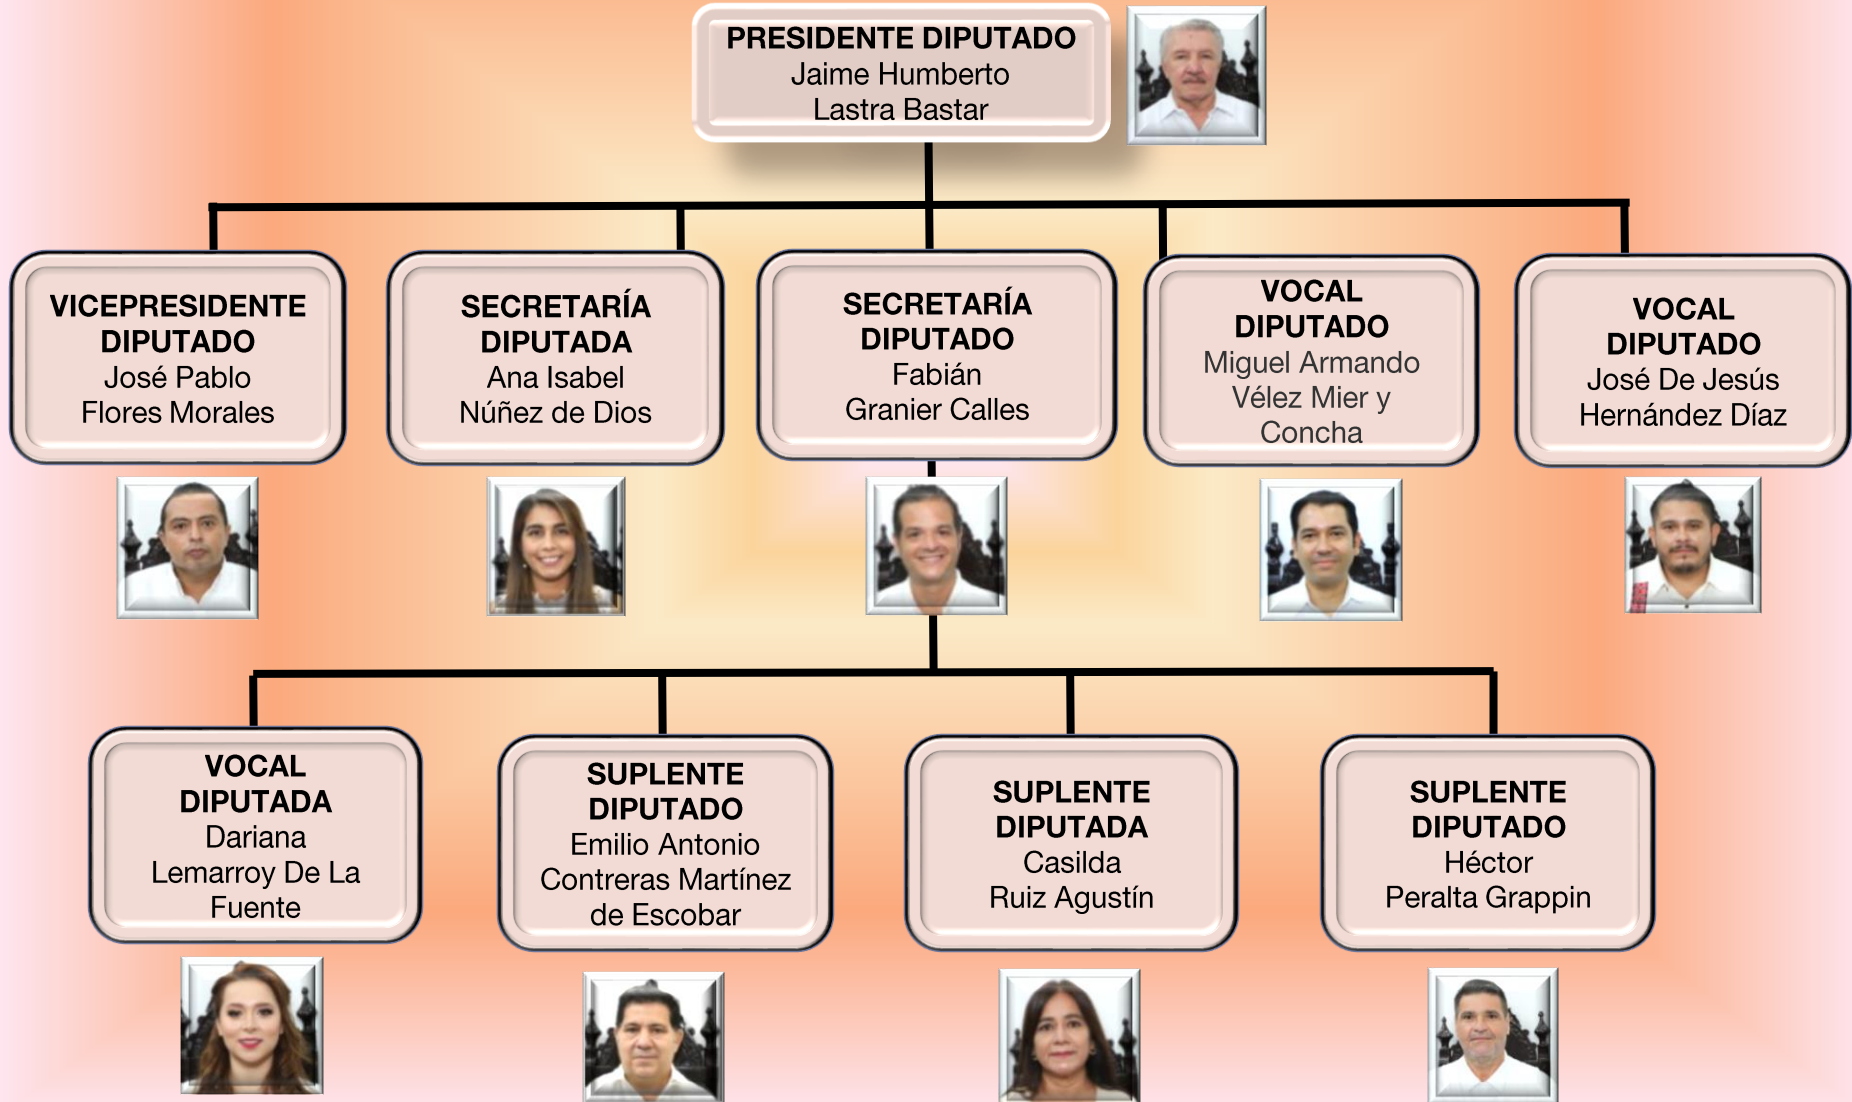 PRESIDENTE DIPUTADO
Jaime Humberto
Lastra Bastar
VICEPRESIDENTE
DIPUTADO
José Pablo
Flores Morales
SECRETARÍA
DIPUTADA
Ana Isabel
Núñez de Dios
SECRETARÍA
DIPUTADO
Fabián
Granier Calles
VOCAL
DIPUTADO
Miguel Armando
Vélez Mier y
Concha
VOCAL
DIPUTADO
José De Jesús
Hernández Díaz
VOCAL
DIPUTADA
Dariana
Lemarroy De La
Fuente
SUPLENTE
DIPUTADO
Emilio Antonio
Contreras Martínez
de Escobar
SUPLENTE
DIPUTADA
Casilda
Ruiz Agustín
SUPLENTE
DIPUTADO
Héctor
Peralta Grappin